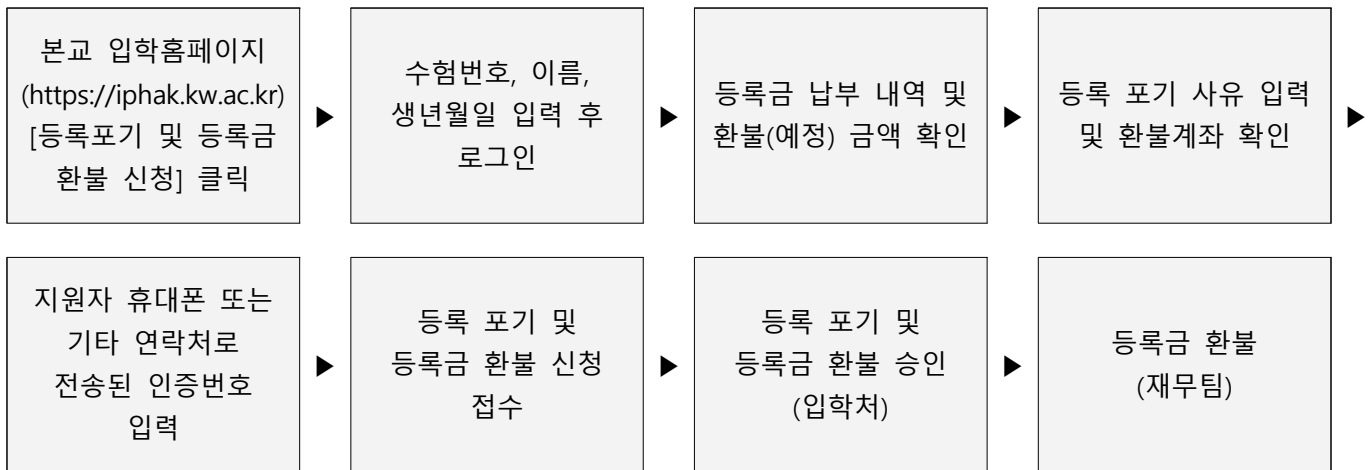 본교 입학홈페이지
(https://iphak.kw.ac.kr)
[등록포기 및 등록금
환불 신청] 클릭
▶
수험번호, 이름,
생년월일 입력 후
로그인
▶
등록금 납부 내역 및
환불(예정) 금액 확인
▶
등록 포기 사유 입력
및 환불계좌 확인
▶
지원자 휴대폰 또는
기타 연락처로
전송된 인증번호
입력
▶
등록 포기 및
등록금 환불 신청
접수
▶
등록 포기 및
등록금 환불 승인
(입학처)
▶
등록금 환불
(재무팀)